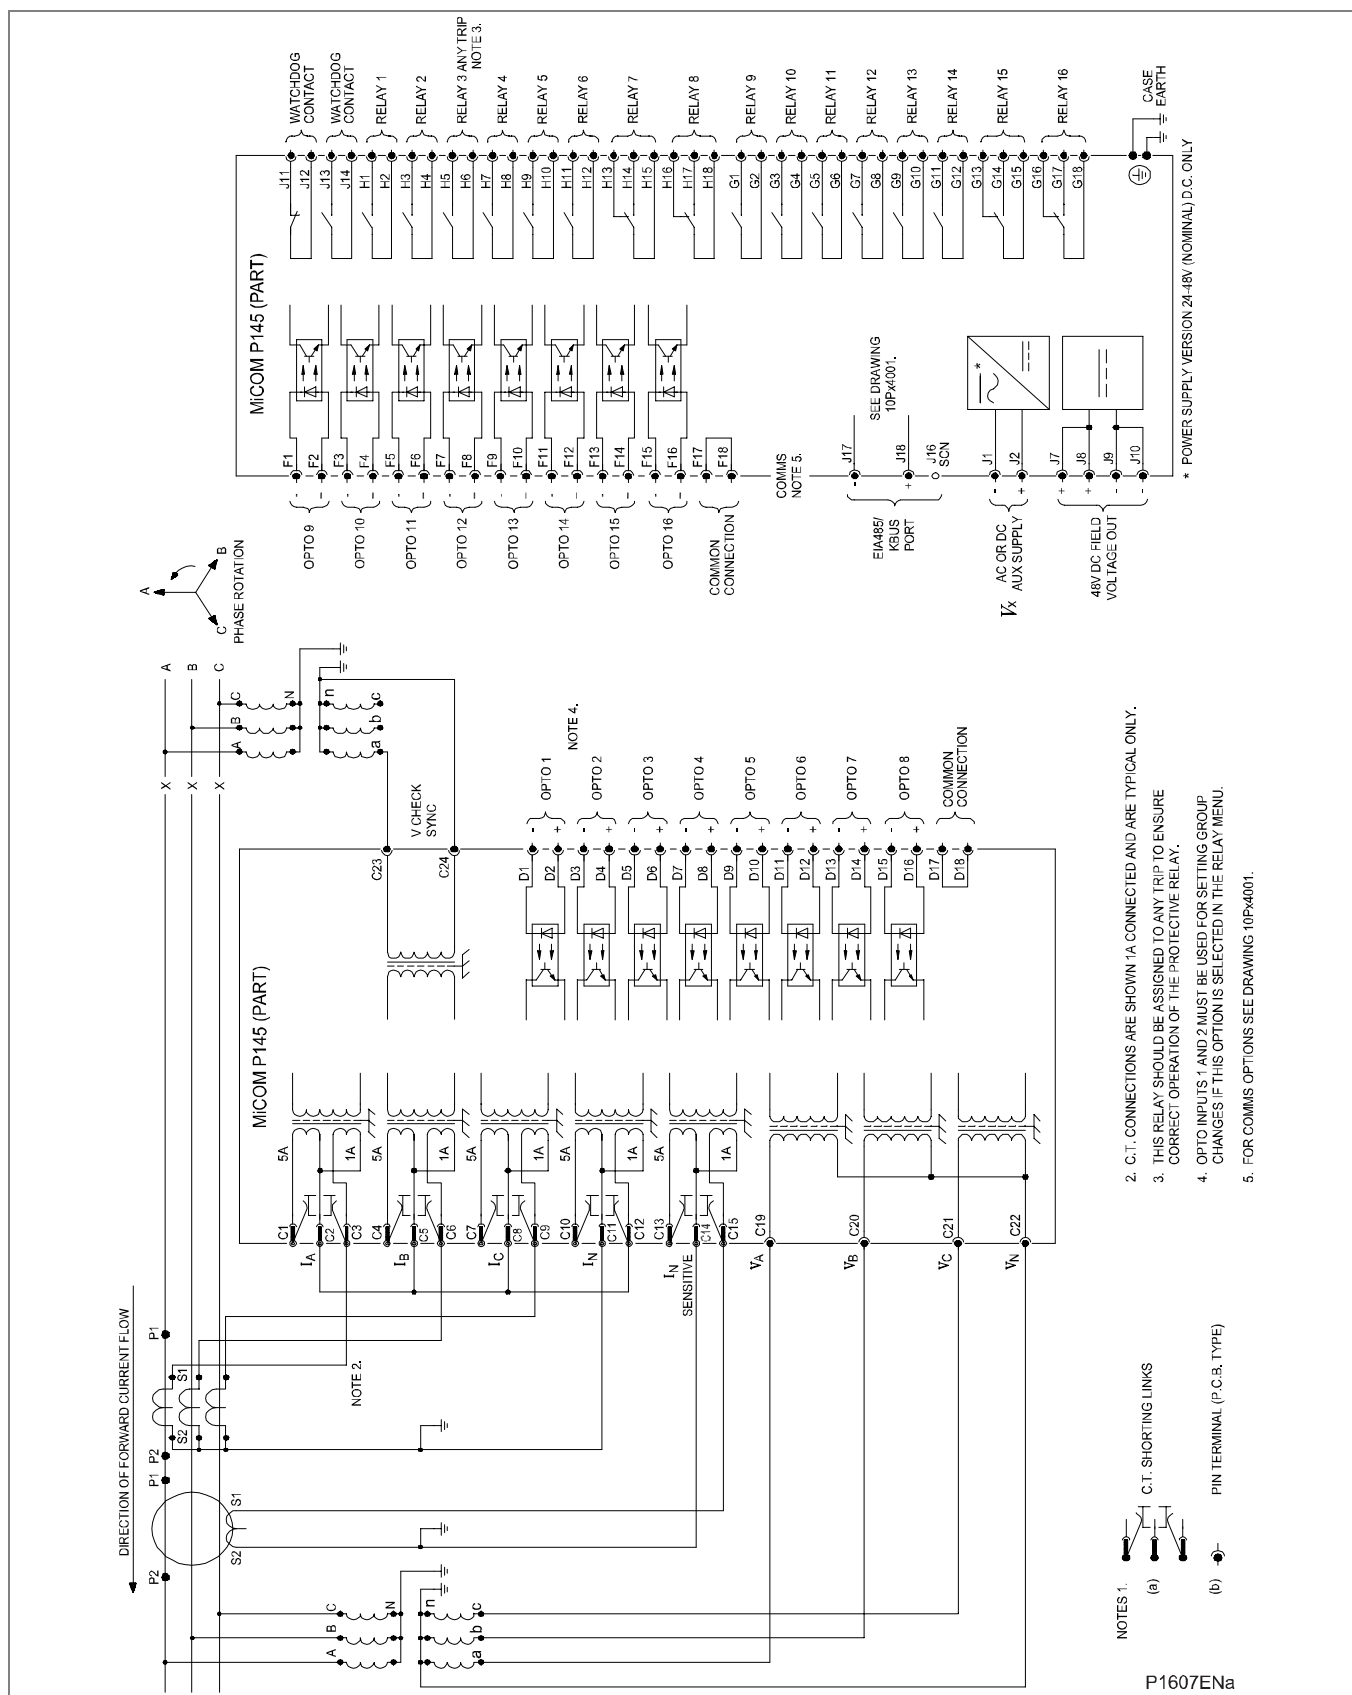 WATCHDOG
CONTACT
WATCHDOG
CONTACT
RELAY 1
RELAY 2
RELAY 3 ANY TRIP
NOTE 3.
RELAY 4
RELAY 5
RELAY 6
RELAY 7
RELAY 8
RELAY 9
RELAY 10
RELAY 11
RELAY 12
RELAY 13
RELAY 14
RELAY 15
RELAY 16
CASE
EARTH
J11
J12
J13
J14
H1
H2
H3
H4
H5
H6
H7
H8
H9
H10
H11
H12
H13
H14
H15
H16
H17
H18
G1
G2
G3
G4
G5
G6
G7
G8
G9
G10
G11
G12
G13
G14
G15
G16
G17
G18
MiCOM P145 (PART)
SEE DRAWING
10Px4001.
*
* POWER SUPPLY VERSION 24-48V (NOMINAL) D.C. ONLY
F1
F2
F3
F4
F5
F6
F7
F8
F9
F10
F11
F12
F13
F14
F15
F16
F17
F18
J17
J18
J16
SCN
J1
J2
J7
J8
J9
J10
- -
- -
- -
- -
- -
- -
- -
- -
COMMS
NOTE 5.
- +
- +
+ + - -
OPTO 9
OPTO 10
OPTO 11
OPTO 12
OPTO 13
OPTO 14
OPTO 15
OPTO 16
COMMON
CONNECTION
EIA485/
KBUS
PORT
AC OR DC
AUX SUPPLY
Vx
48V DC FIELD
VOLTAGE OUT
A
B
C
PHASE ROTATION
A
B
C
A
B
C
N
n
a
b
c
X
X
X
V CHECK
SYNC
NOTE 4.
OPTO 1
OPTO 2
OPTO 3
OPTO 4
OPTO 5
OPTO 6
OPTO 7
OPTO 8
COMMON
CONNECTION
- +
- +
- +
- +
- +
- +
- +
- +
C23
C24
D1
D2
D3
D4
D5
D6
D7
D8
D9
D10
D11
D12
D13
D14
D15
D16
D17
D18
MiCOM P145 (PART)
5A
1A
5A
1A
5A
1A
5A
1A
1A
C1
C2
C3
C4
C5
C6
C7
C8
C9
C10
C11
C12
C13
C14
C15
C19
C20
C21
C22
IA
IB
IC
IN
IN
SENSITIVE
VA
VB
VC
VN
DIRECTION OF FORWARD CURRENT FLOW
P1
P2
S1
S2
NOTE 2.
P1
P2
S1
S2
A
B
C
N
n
a
b
c
2. C.T. CONNECTIONS ARE SHOWN 1A CONNECTED AND ARE TYPICAL ONLY.
3. THIS RELAY SHOULD BE ASSIGNED TO ANY TRIP TO ENSURE
CORRECT OPERATION OF THE PROTECTIVE RELAY.
4. OPTO INPUTS 1 AND 2 MUST BE USED FOR SETTING GROUP
CHANGES IF THIS OPTION IS SELECTED IN THE RELAY MENU.
5. FOR COMMS OPTIONS SEE DRAWING 10Px4001.
NOTES 1.
(a) C.T. SHORTING LINKS
(b) PIN TERMINAL (P.C.B. TYPE)
P1607ENa